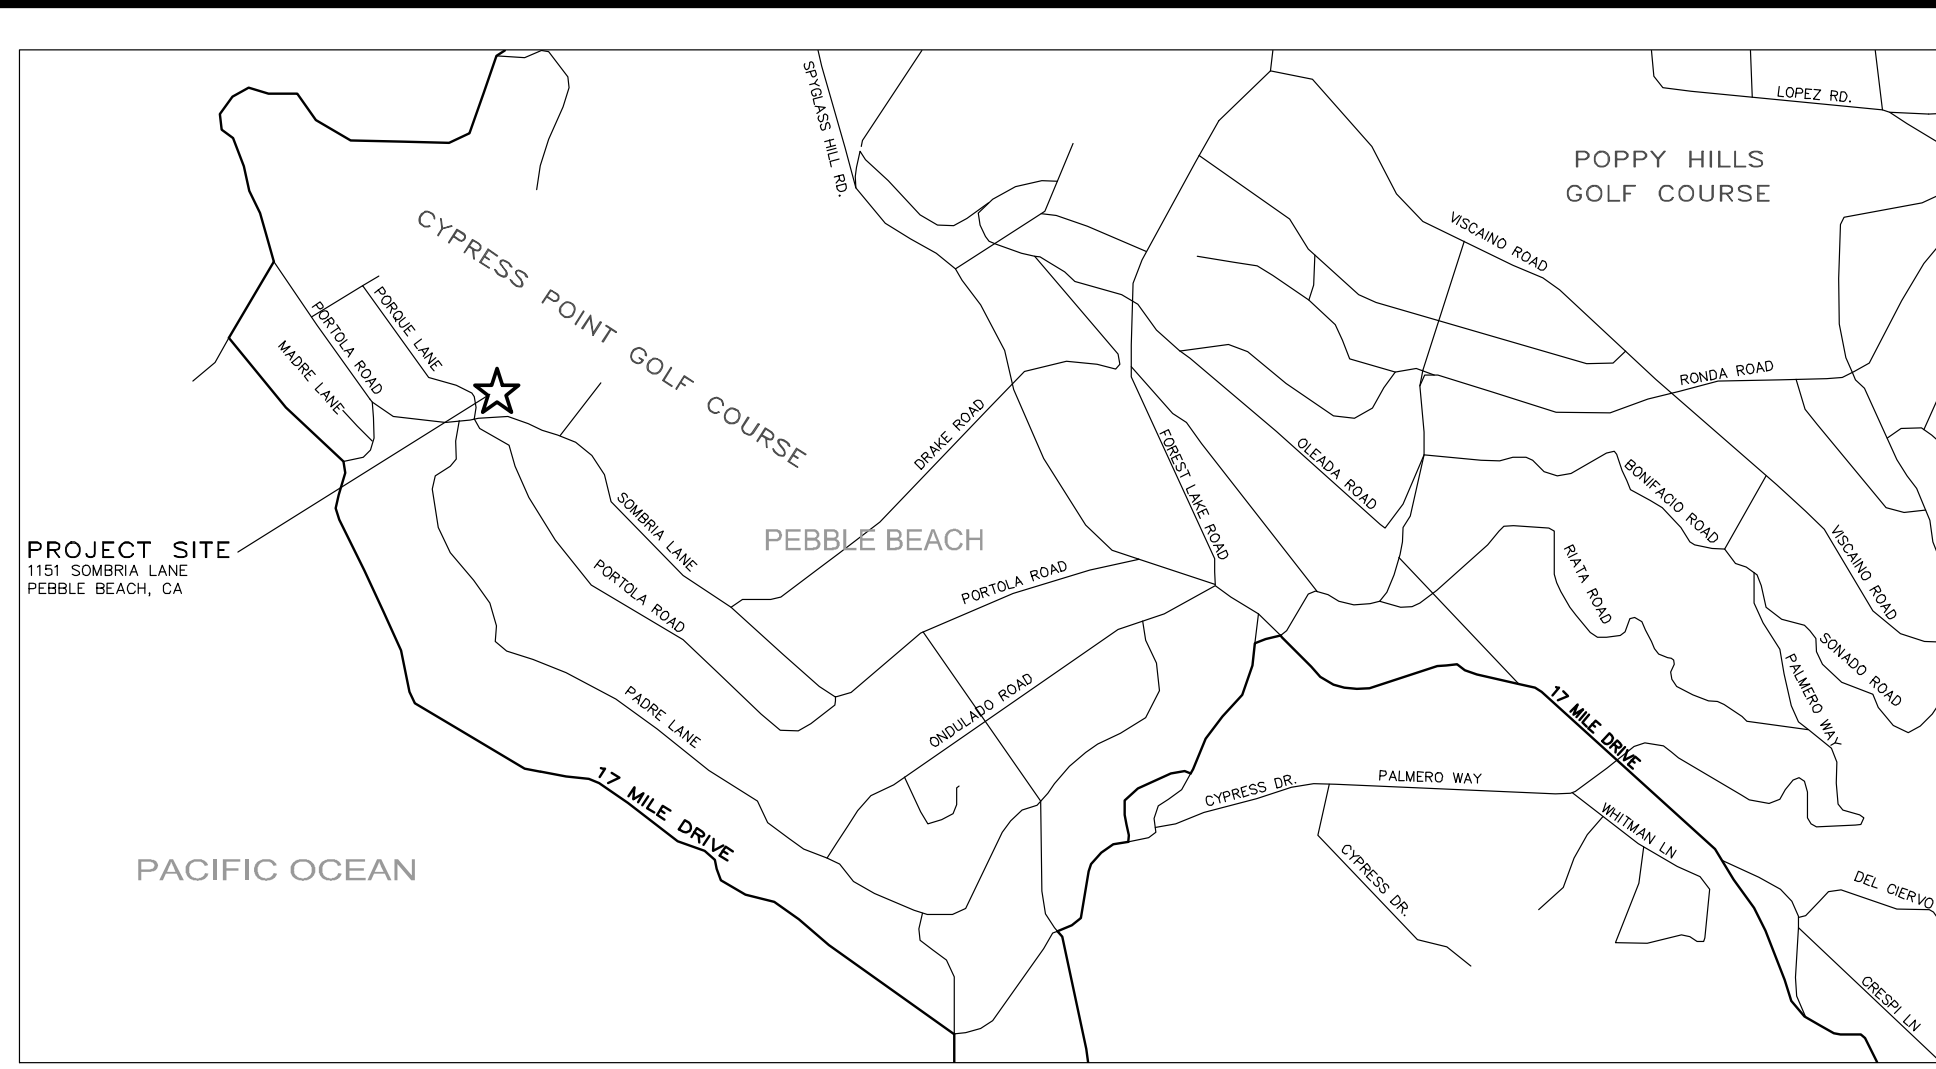 SPYGLASS HILL RD.
LOPEZ RD.
POPPY HILLS
GOLF COURSE
CYPRESS POINT GOLF COURSE
VISCAINO ROAD
PORQUE LANE
PORTOLA ROAD
MADRE LANE
RONDA ROAD
DRAKE ROAD
FOREST LAKE ROAD
OLEADA ROAD
BONIFACIO ROAD
SOMBRIA LANE
PEBBLE BEACH
VISCAINO ROAD
PROJECT SITE
1151 SOMBRIA LANE
PEBBLE BEACH, CA
PORTOLA ROAD
PORTOLA ROAD
RIATA ROAD
SONADO ROAD
PALMERO WAY
PADRE LANE
ONDULADO ROAD
17 MILE DRIVE
17 MILE DRIVE
CYPRESS DR.
PALMERO WAY
WHITMAN LN
CYPRESS DR.
PACIFIC OCEAN
DEL CIERVO
CRESPI LN